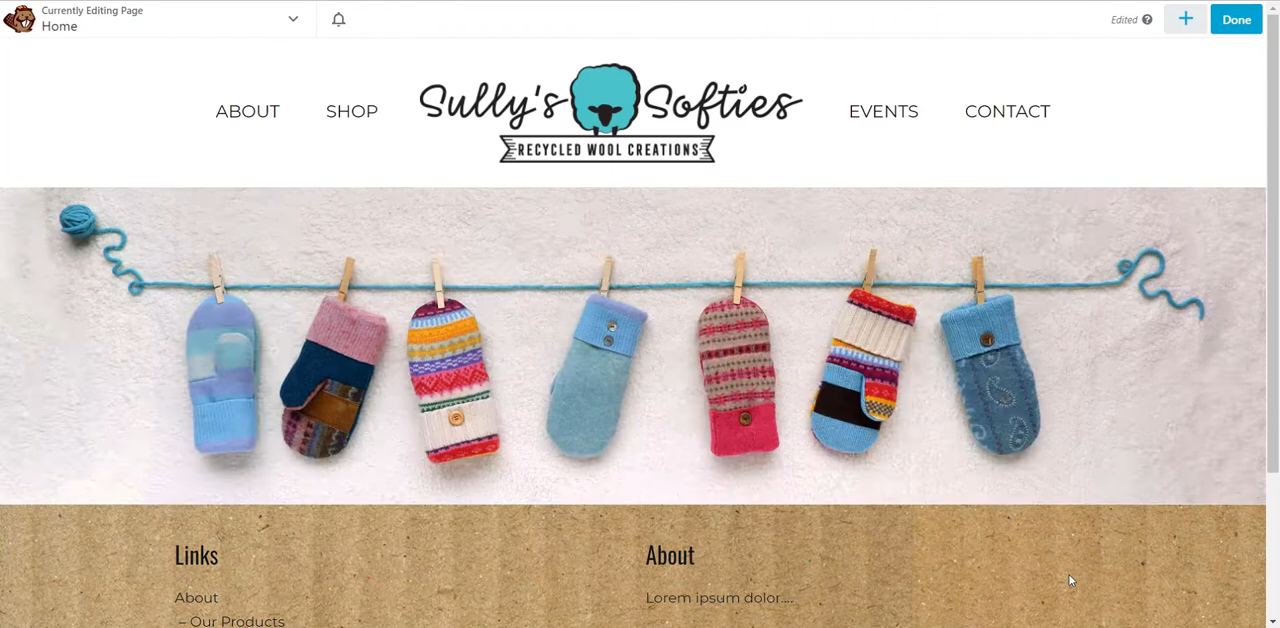 Currently Editing Page
Home
Edited
Done
ABOUT
SHOP
Sully's Softies
RECYCLED WOOL CREATIONS
EVENTS
CONTACT
Links
About
– Our Products
About
Lorem ipsum dolor....